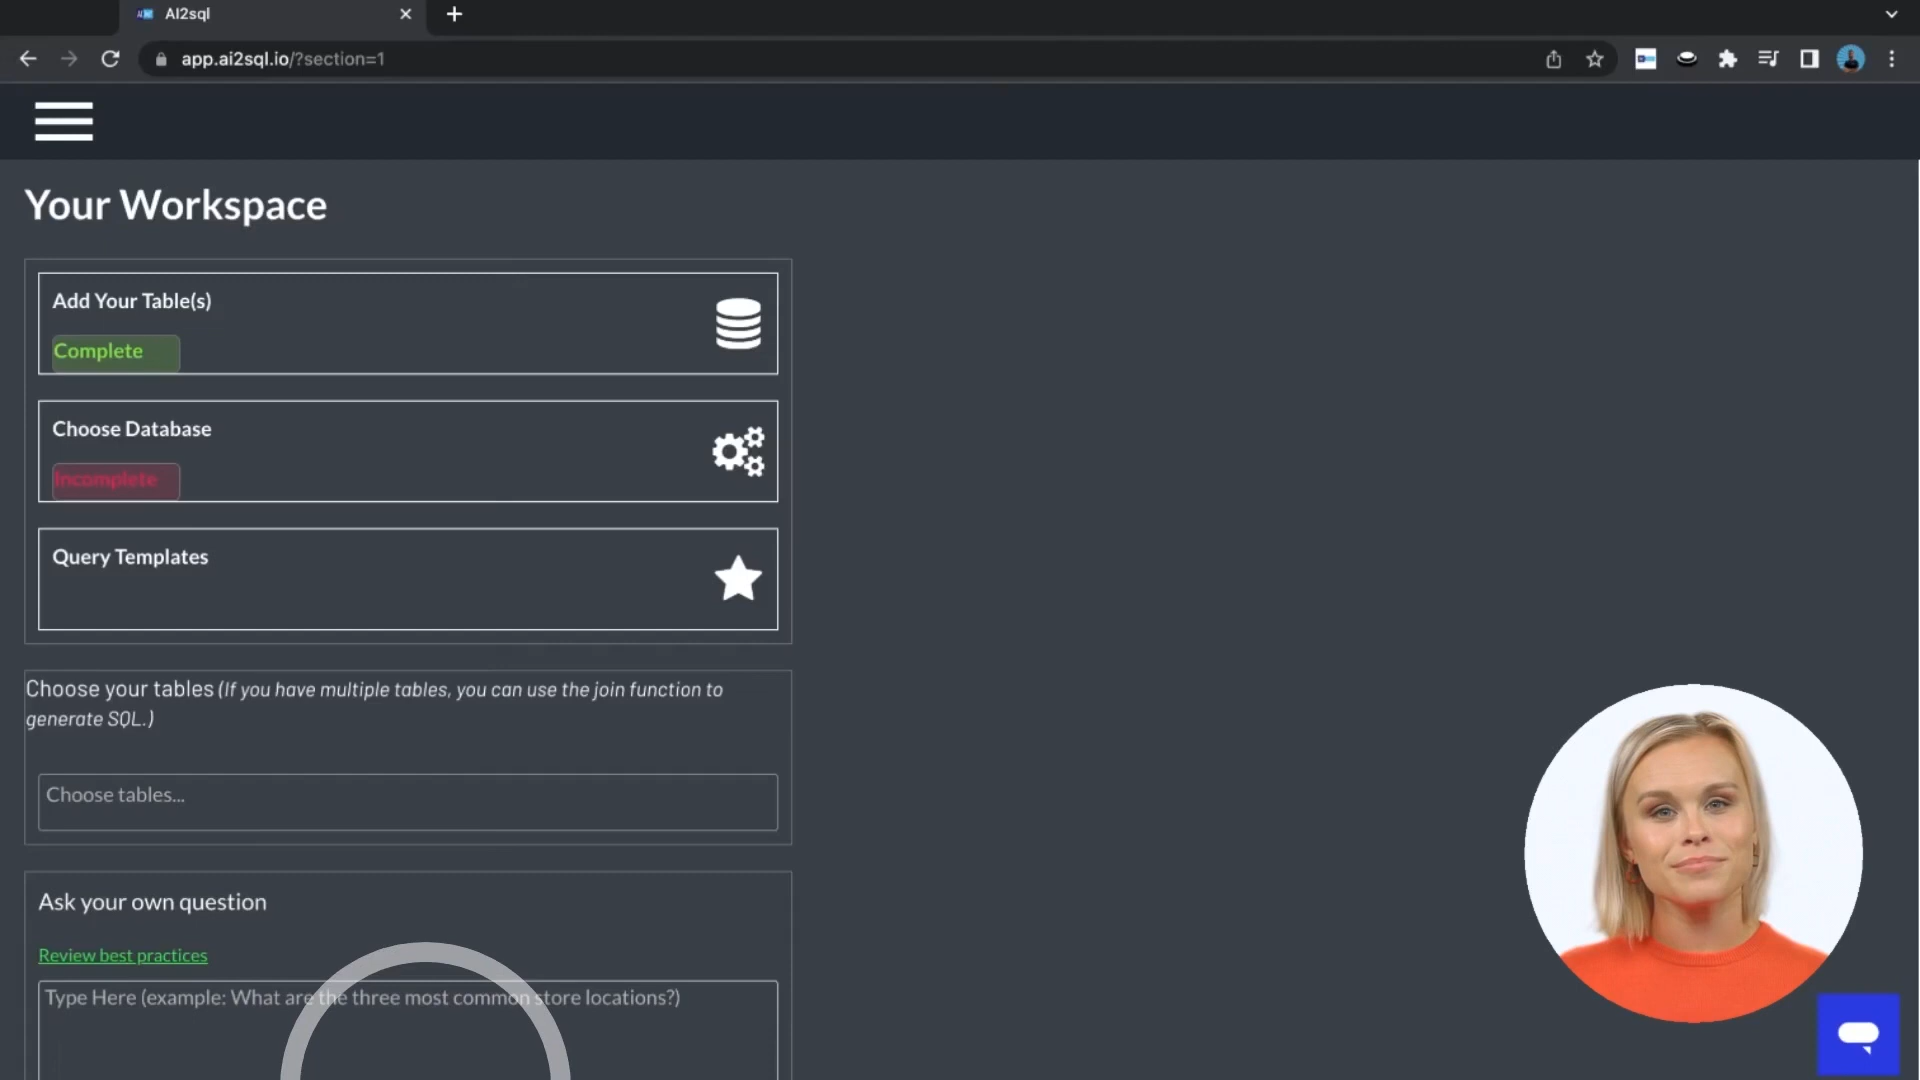 AI2sql
app.ai2sql.io/?section=1
Your Workspace
Add Your Table(s)
Complete
Choose Database
Incomplete
Query Templates
Choose your tables (If you have multiple tables, you can use the join function to
generate SQL.)
Choose tables...
Ask your own question
Review best practices
Type Here (example: What are the three most common store locations?)